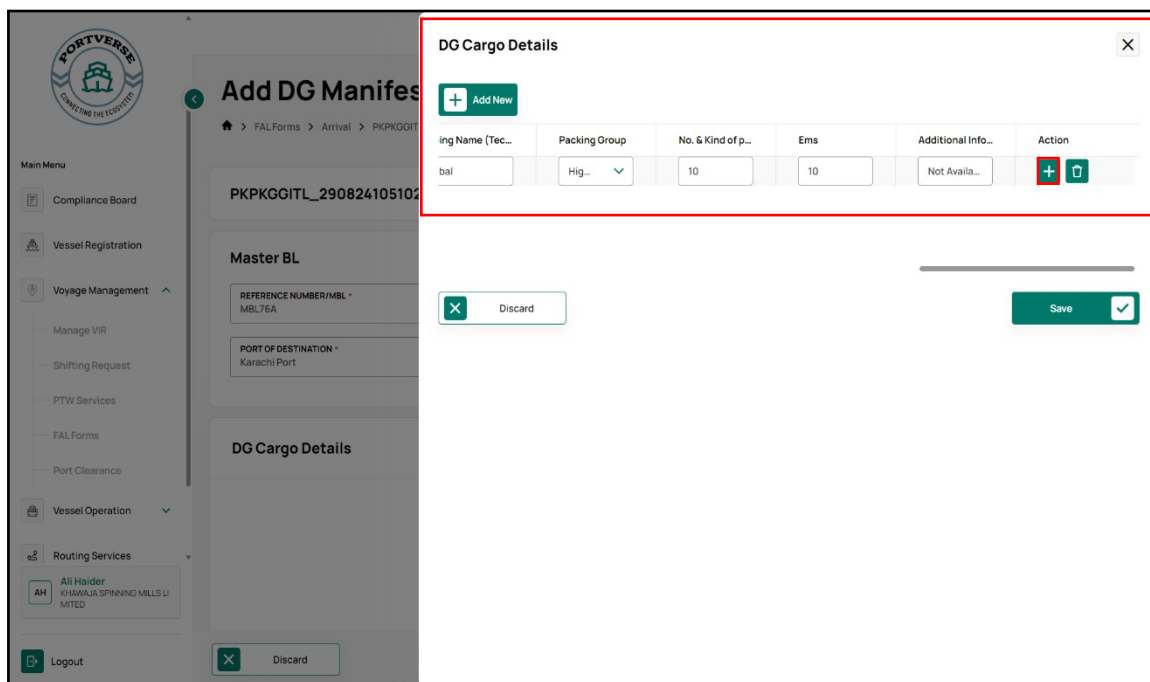 PORTVERSE
CONNECTING THE ECOSYSTEM
Main Menu
Compliance Board
Vessel Registration
Voyage Management
Manage VIR
Shifting Request
PTW Services
FAL Forms
Port Clearance
Vessel Operation
Routing Services
AH
Ali Haider
KHAWAJA SPINNING MILLS LI
MITED
Logout
Add DG Manifes
> FAL Forms > Arrival > PKPKGGIT
PKPKGGITL_290824105102
Master BL
REFERENCE NUMBER/MBL *
MBL76A
PORT OF DESTINATION *
Karachi Port
DG Cargo Details
Discard
DG Cargo Details
Add New
ing Name (Tec... Packing Group No. & Kind of p... Ems Additional Info... Action
bal Hig... 10 10 Not Availa...
Discard
Save